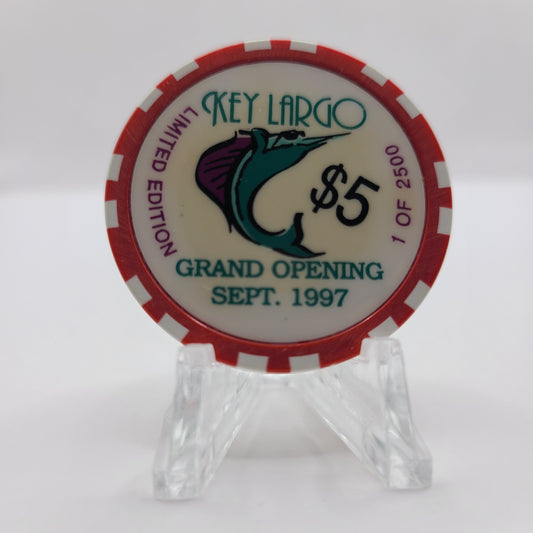 KEY LARGO
LIMITED EDITION
$5
1 OF 2500
GRAND OPENING
SEPT. 1997